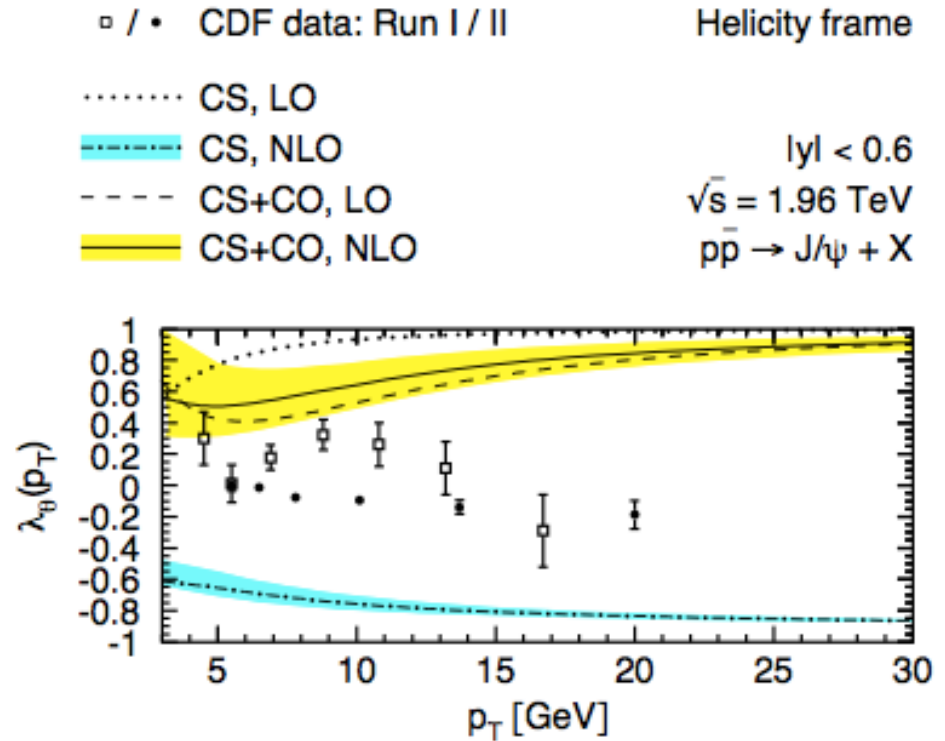 ▫ / • CDF data: Run I / II Helicity frame
CS, LO
CS, NLO |y| < 0.6
CS+CO, LO √s̄ = 1.96 TeV
CS+CO, NLO pp̄ → J/ψ + X
1
0.8
0.6
0.4
0.2
0
-0.2
-0.4
-0.6
-0.8
-1
λθ(pT)
5 10 15 20 25 30
pT [GeV]